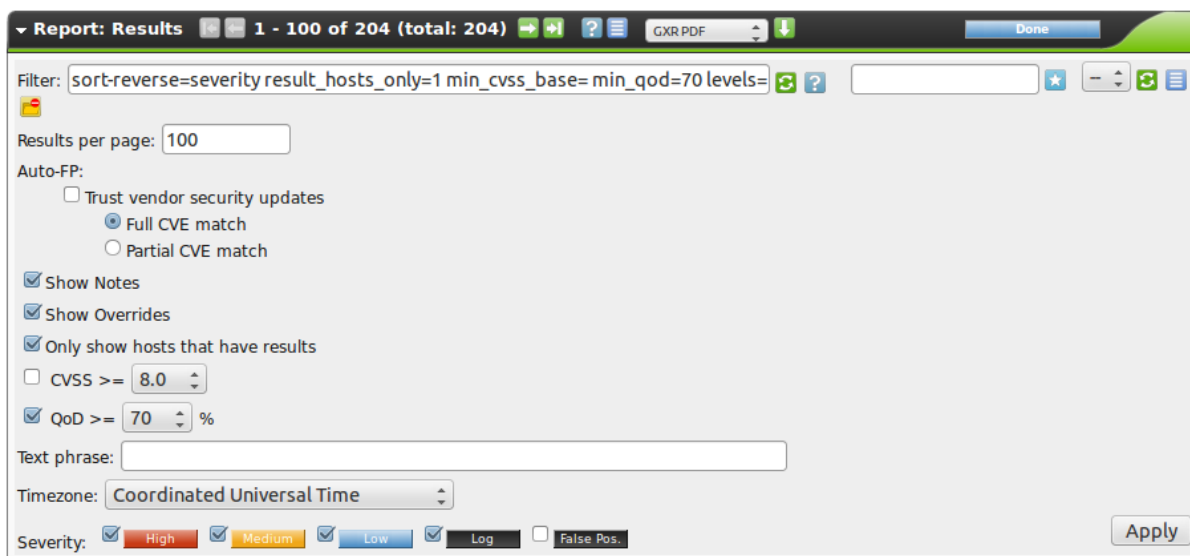 Report: Results 1 - 100 of 204 (total: 204) ? GXR PDF Done
Filter: sort-reverse=severity result_hosts_only=1 min_cvss_base= min_qod=70 levels= ? --
Results per page: 100
Auto-FP:
Trust vendor security updates
Full CVE match
Partial CVE match
Show Notes
Show Overrides
Only show hosts that have results
CVSS >= 8.0
QoD >= 70 %
Text phrase:
Timezone: Coordinated Universal Time
Severity: High Medium Low Log False Pos. Apply